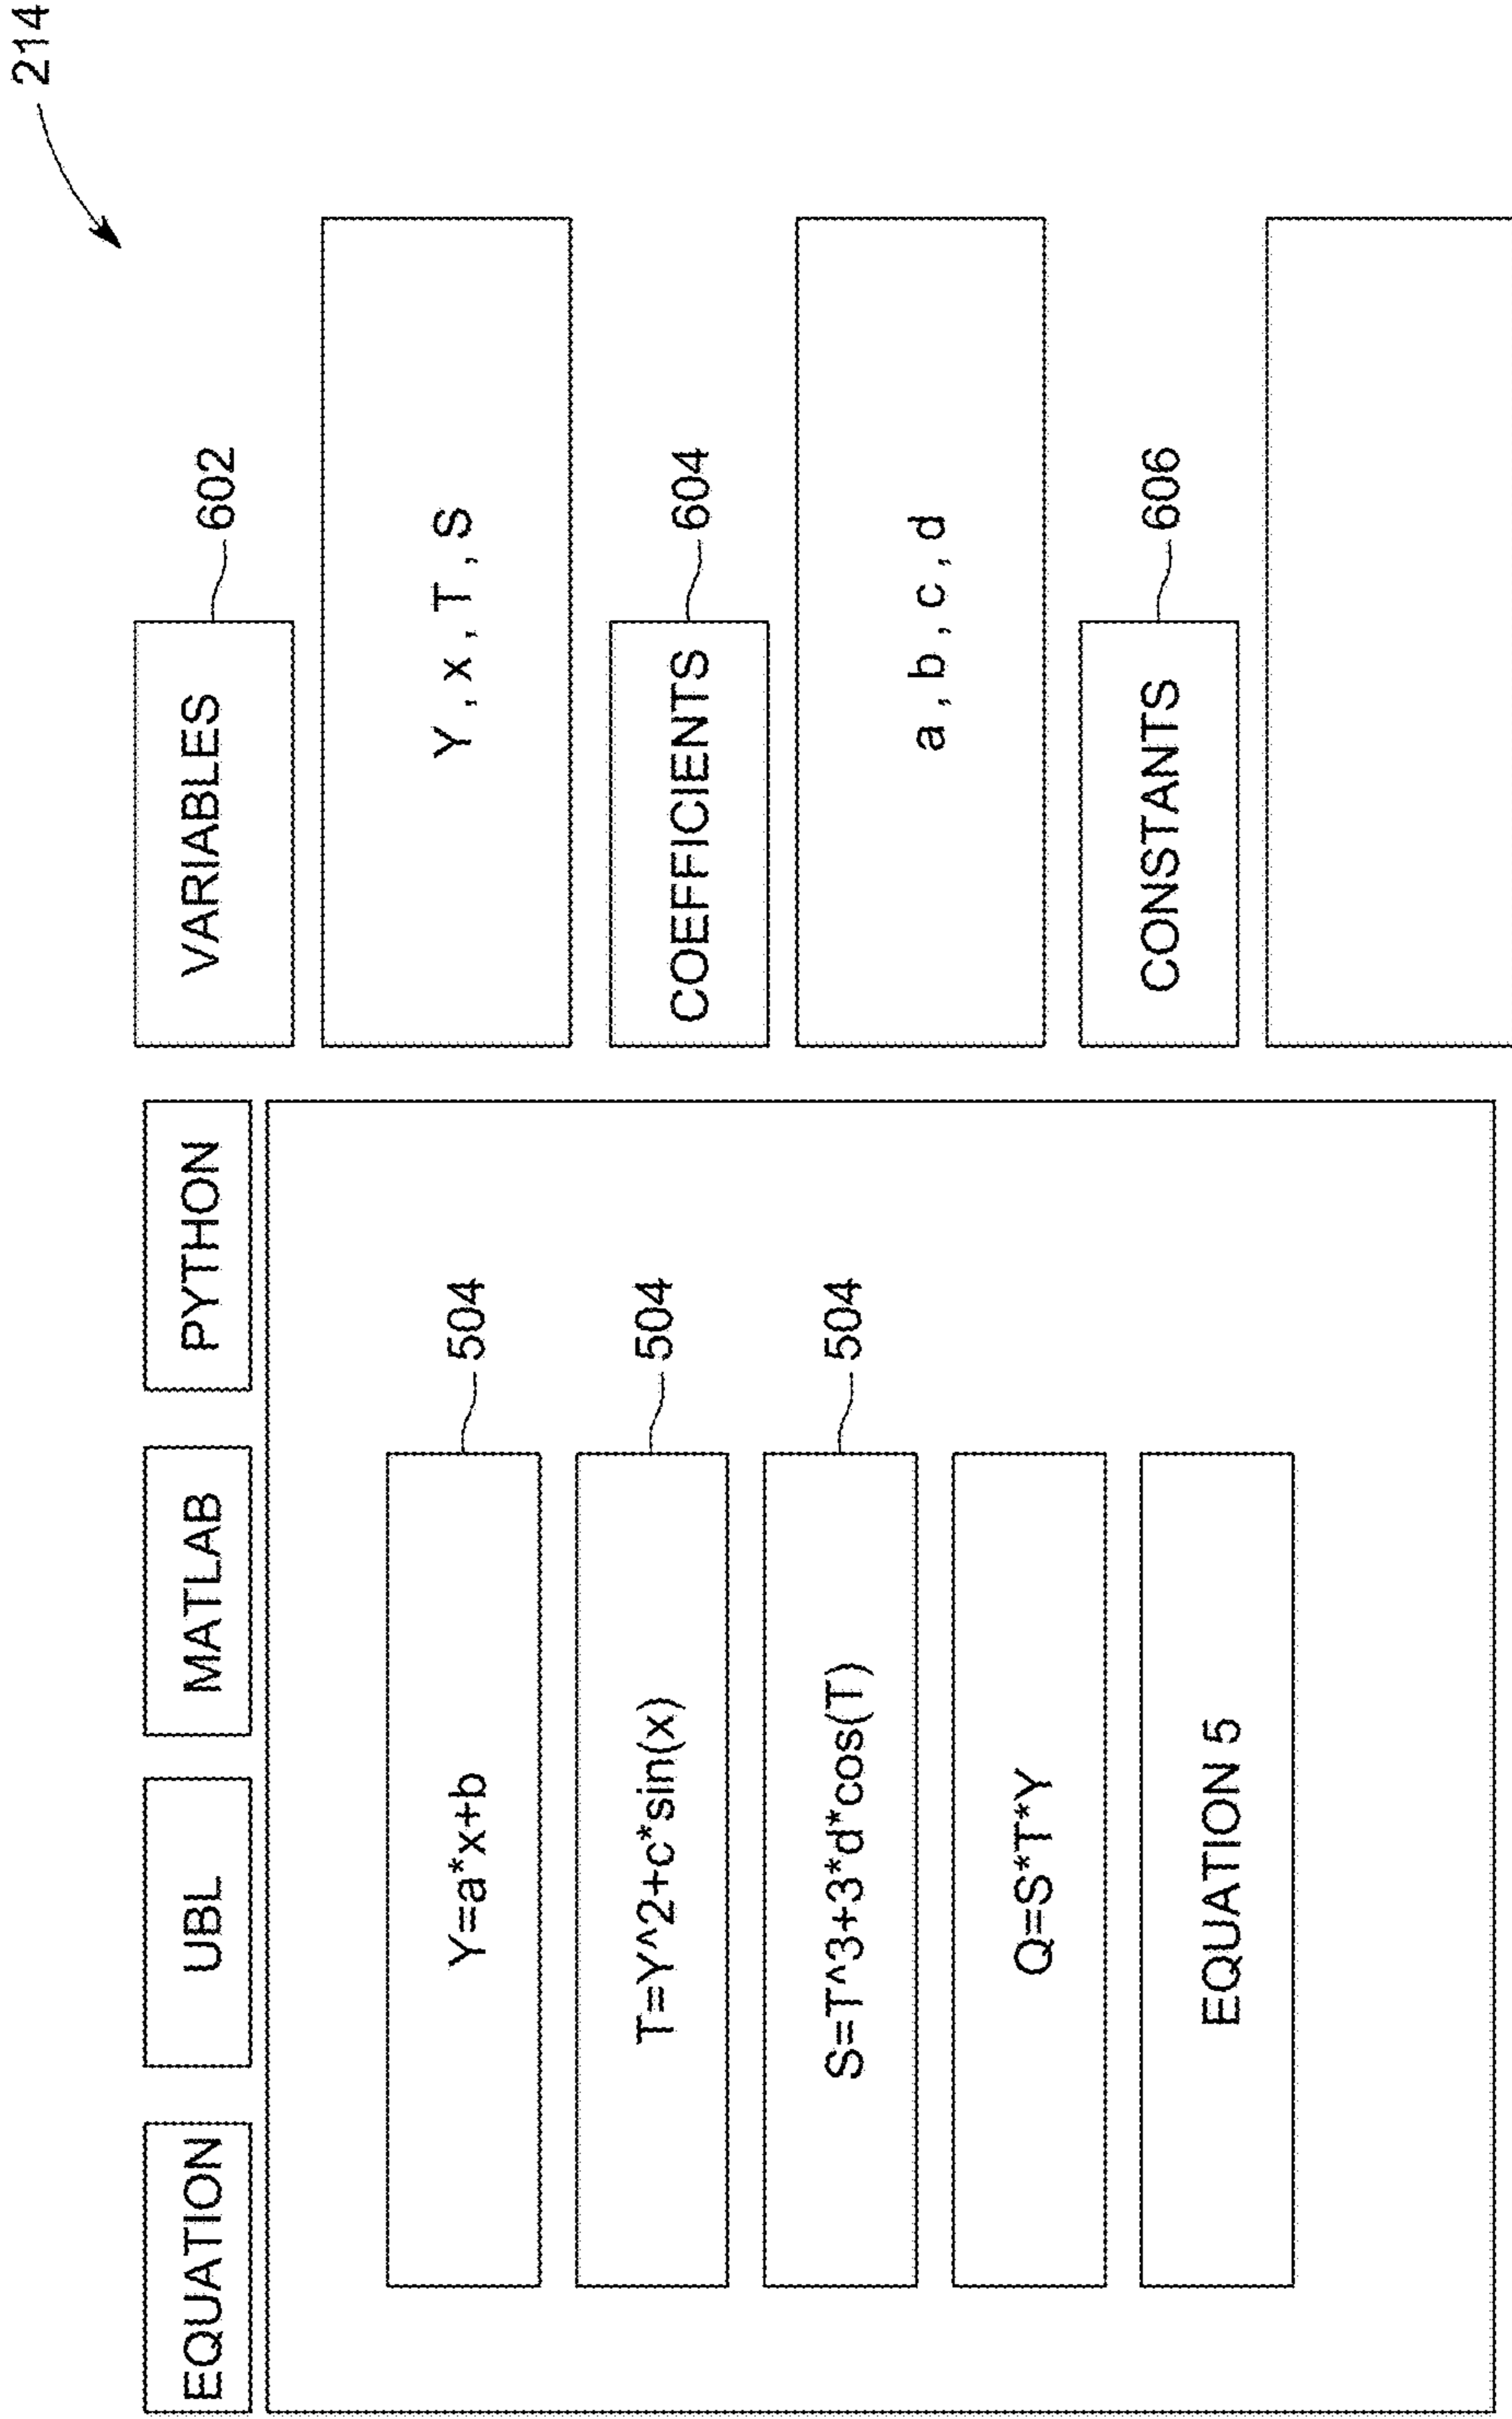 214
EQUATION UBL MATLAB PYTHON
Y=a*x+b 504
T=Y^2+c*sin(x) 504
S=T^3+3*d*cos(T) 504
Q=S*T*Y
EQUATION 5
VARIABLES 602
Y , x , T , S
COEFFICIENTS 604
a , b , c , d
CONSTANTS 606